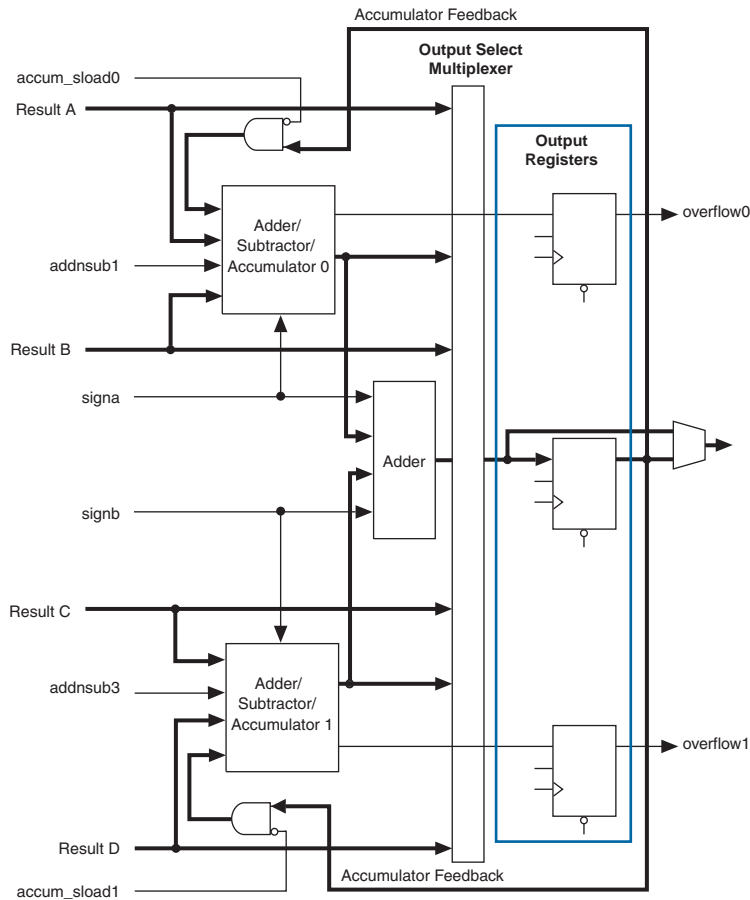 Accumulator Feedback
Output Select
Multiplexer
accum_sload0
Result A
Output
Registers
overflow0
Adder/
Subtractor/
Accumulator 0
addnsub1
Result B
signa
Adder
signb
Result C
Adder/
Subtractor/
Accumulator 1
addnsub3
overflow1
Result D
Accumulator Feedback
accum_sload1